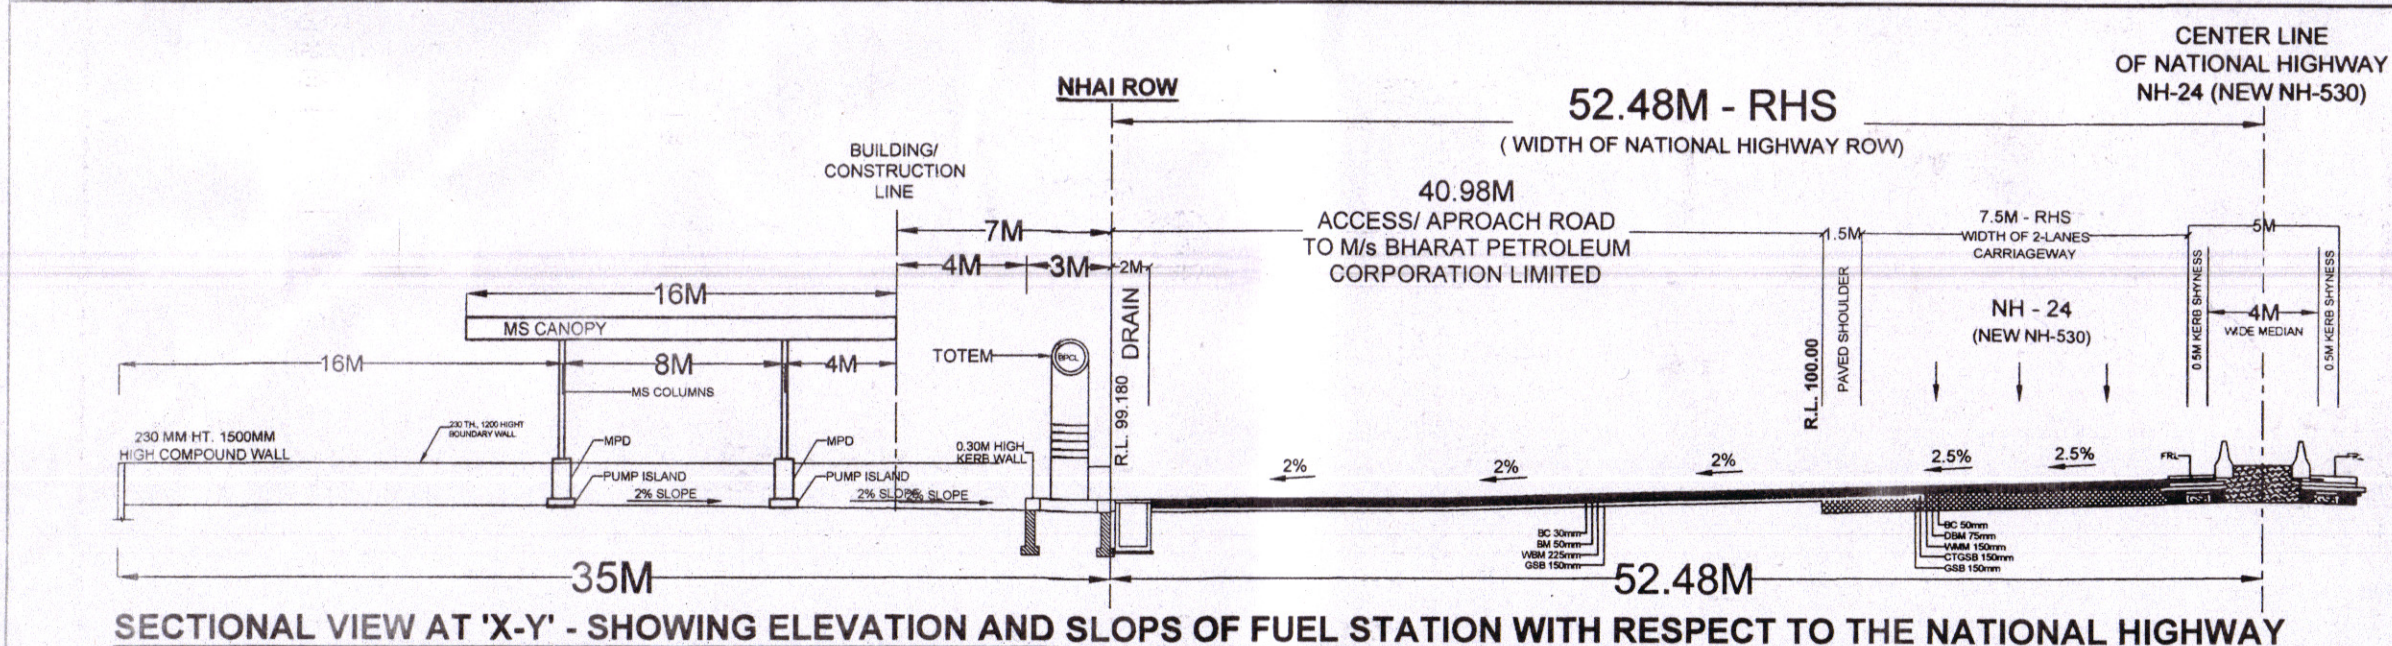 CENTER LINE
OF NATIONAL HIGHWAY
NH-24 (NEW NH-530)
NHAI ROW
52.48M - RHS
( WIDTH OF NATIONAL HIGHWAY ROW)
BUILDING/
CONSTRUCTION
LINE
40.98M
ACCESS/ APROACH ROAD
TO M/s BHARAT PETROLEUM
CORPORATION LIMITED
7M
1.5M
7.5M - RHS
WIDTH OF 2-LANES
CARRIAGEWAY
5M
4M
3M
2M
16M
MS CANOPY
DRAIN
PAVED SHOULDER
R.L. 100.00
NH - 24
(NEW NH-530)
0.5M KERB SHYNESS
4M
WIDE MEDIAN
0.5M KERB SHYNESS
16M
8M
4M
TOTEM
BPCL
R.L. 99.180
MS COLUMNS
230 MM HT. 1500MM
HIGH COMPOUND WALL
230 TH., 1200 HIGHT
BOUNDARY WALL
MPD
MPD
0.30M HIGH
KERB WALL
PUMP ISLAND
PUMP ISLAND
2% SLOPE
2% SLOPE
2% SLOPE
2%
2%
2%
2.5%
2.5%
FRL
BC 30mm
BM 50mm
WBM 225mm
GSB 150mm
BC 50mm
DBM 75mm
WMM 150mm
CTGSB 150mm
GSB 150mm
35M
52.48M
SECTIONAL VIEW AT 'X-Y' - SHOWING ELEVATION AND SLOPS OF FUEL STATION WITH RESPECT TO THE NATIONAL HIGHWAY